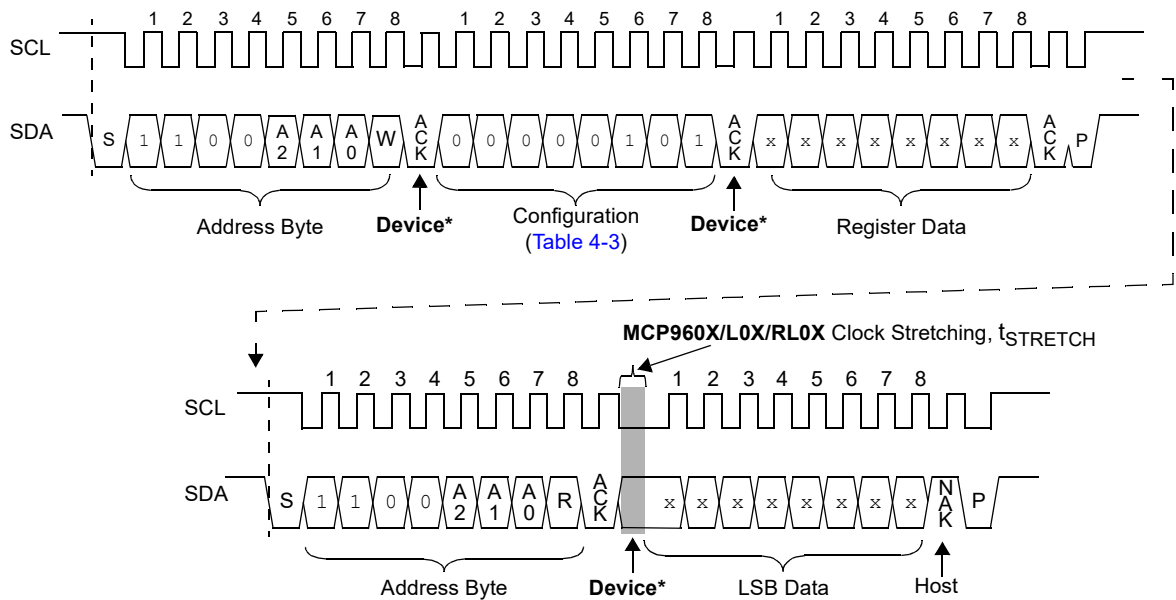 1 2 3 4 5 6 7 8 1 2 3 4 5 6 7 8 1 2 3 4 5 6 7 8
SCL
SDA S 1 1 0 0 A2 A1 A0 W ACK 0 0 0 0 0 1 0 1 ACK x x x x x x x x ACK P
Address Byte Device* Configuration Device* Register Data
(Table 4-3)
MCP960X/L0X/RL0X Clock Stretching, tSTRETCH
1 2 3 4 5 6 7 8 1 2 3 4 5 6 7 8
SCL
SDA S 1 1 0 0 A2 A1 A0 R ACK x x x x x x x x NAK P
Address Byte Device* LSB Data Host